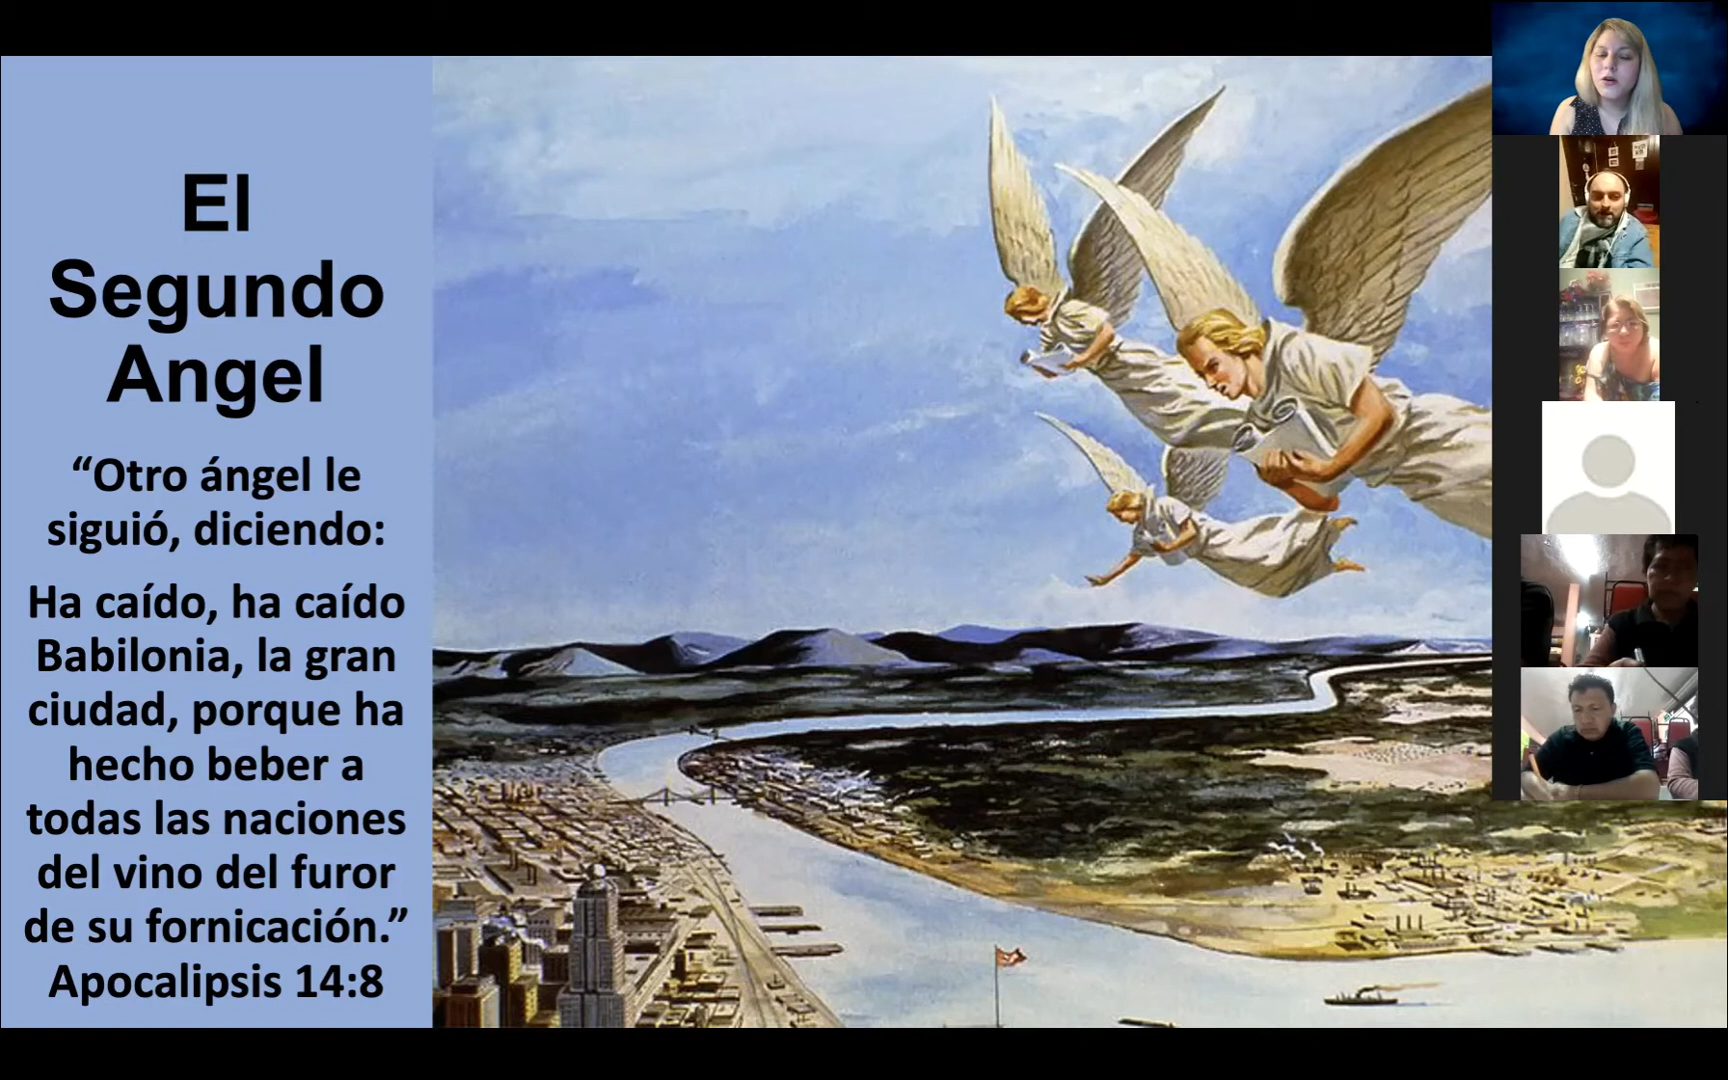 El
Segundo
Angel
“Otro ángel le
siguió, diciendo:
Ha caído, ha caído
Babilonia, la gran
ciudad, porque ha
hecho beber a
todas las naciones
del vino del furor
de su fornicación.”
Apocalipsis 14:8